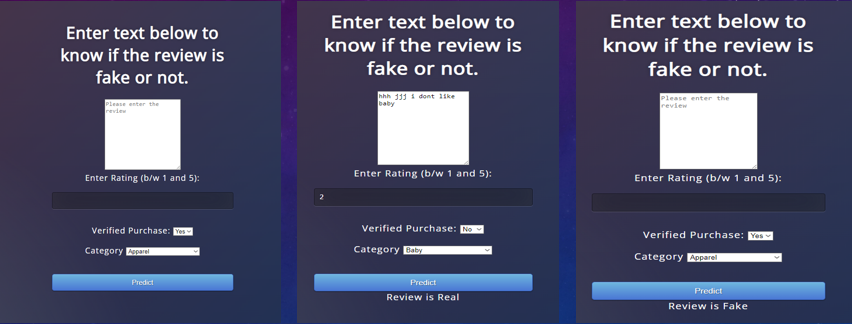 Enter text below to
know if the review is
fake or not.
Please enter the
review
Enter Rating (b/w 1 and 5):
Verified Purchase: Yes
Category Apparel
Predict
Enter text below to
know if the review is
fake or not.
hhh jjj i dont like
baby
Enter Rating (b/w 1 and 5):
2
Verified Purchase: No
Category Baby
Predict
Review is Real
Enter text below to
know if the review is
fake or not.
Please enter the
review
Enter Rating (b/w 1 and 5):
Verified Purchase: Yes
Category Apparel
Predict
Review is Fake